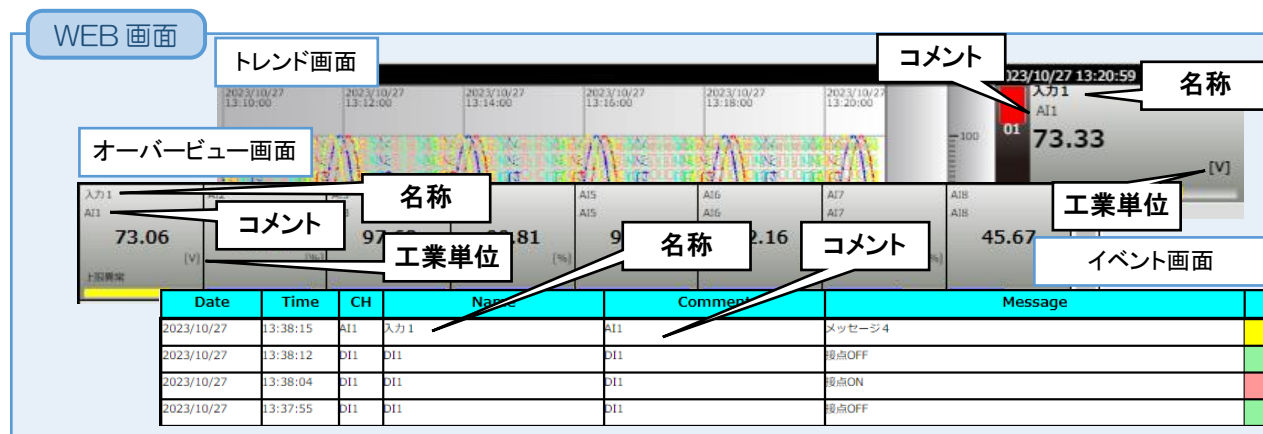 WEB 画面
トレンド画面
コメント
2023/10/27 13:20:59
名称
2023/10/27
13:10:00
2023/10/27
13:12:00
2023/10/27
13:14:00
2023/10/27
13:16:00
2023/10/27
13:18:00
2023/10/27
13:20:00
入力1
AI1
01
73.33
100
[V]
工業単位
オーバービュー画面
入力1
AI1
73.06
[V]
上限異常
名称
コメント
工業単位
[%]
AI5
AI5
AI6
AI6
AI7
AI7
AI8
AI8
45.67
名称
コメント
イベント画面
Date Time CH Name Comment Message
2023/10/27 13:38:15 AI1 入力1 AI1 メッセージ4
2023/10/27 13:38:12 DI1 DI1 DI1 接点OFF
2023/10/27 13:38:04 DI1 DI1 DI1 接点ON
2023/10/27 13:37:55 DI1 DI1 DI1 接点OFF